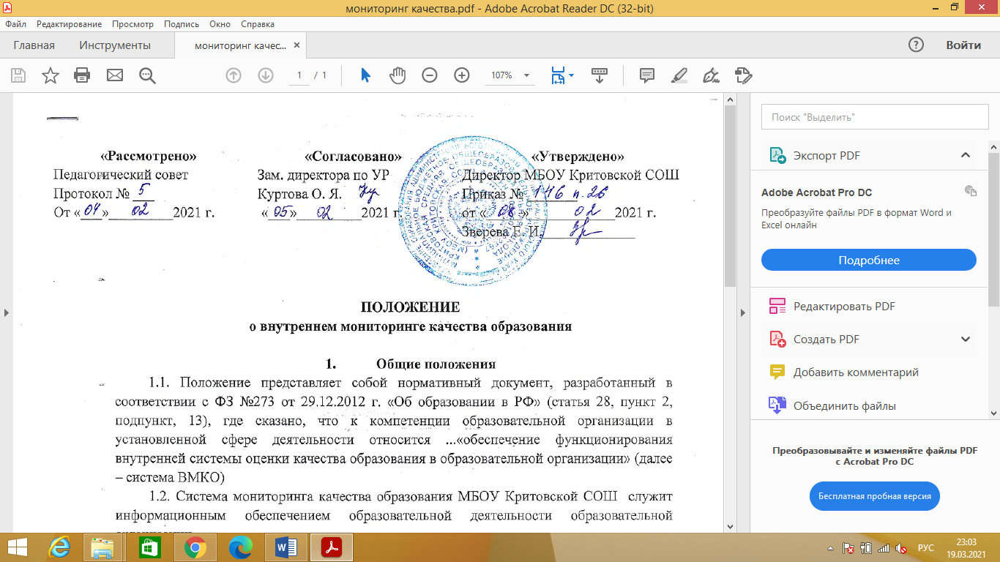 мониторинг качества.pdf - Adobe Acrobat Reader DC (32-bit)
Файл Редактирование Просмотр Подпись Окно Справка
Главная Инструменты мониторинг качес... × Войти
1 / 1 107%
«Рассмотрено» «Согласовано» «Утверждено»
Педагогический совет Зам. директора по УР Директор МБОУ Критовской СОШ
Протокол № 5 Куртова О. Я. Приказ № 146 п. 26
От «04» 02 2021 г. «05» 02 2021 г. от «08» 02 2021 г.
Зверева Е. И.
ПОЛОЖЕНИЕ
о внутреннем мониторинге качества образования
1. Общие положения
1.1. Положение представляет собой нормативный документ, разработанный в
соответствии с ФЗ №273 от 29.12.2012 г. «Об образовании в РФ» (статья 28, пункт 2,
подпункт, 13), где сказано, что к компетенции образовательной организации в
установленной сфере деятельности относится ...«обеспечение функционирования
внутренней системы оценки качества образования в образовательной организации» (далее
– система ВМКО)
1.2. Система мониторинга качества образования МБОУ Критовской СОШ служит
информационным обеспечением образовательной деятельности образовательной
Поиск "Выделить"
Экспорт PDF
Adobe Acrobat Pro DC
Преобразуйте файлы PDF в формат Word и
Excel онлайн
Подробнее
Редактировать PDF
Создать PDF
Добавить комментарий
Объединить файлы
Преобразовывайте и изменяйте файлы PDF
с Acrobat Pro DC
Бесплатная пробная версия
РУС 23:03
19.03.2021